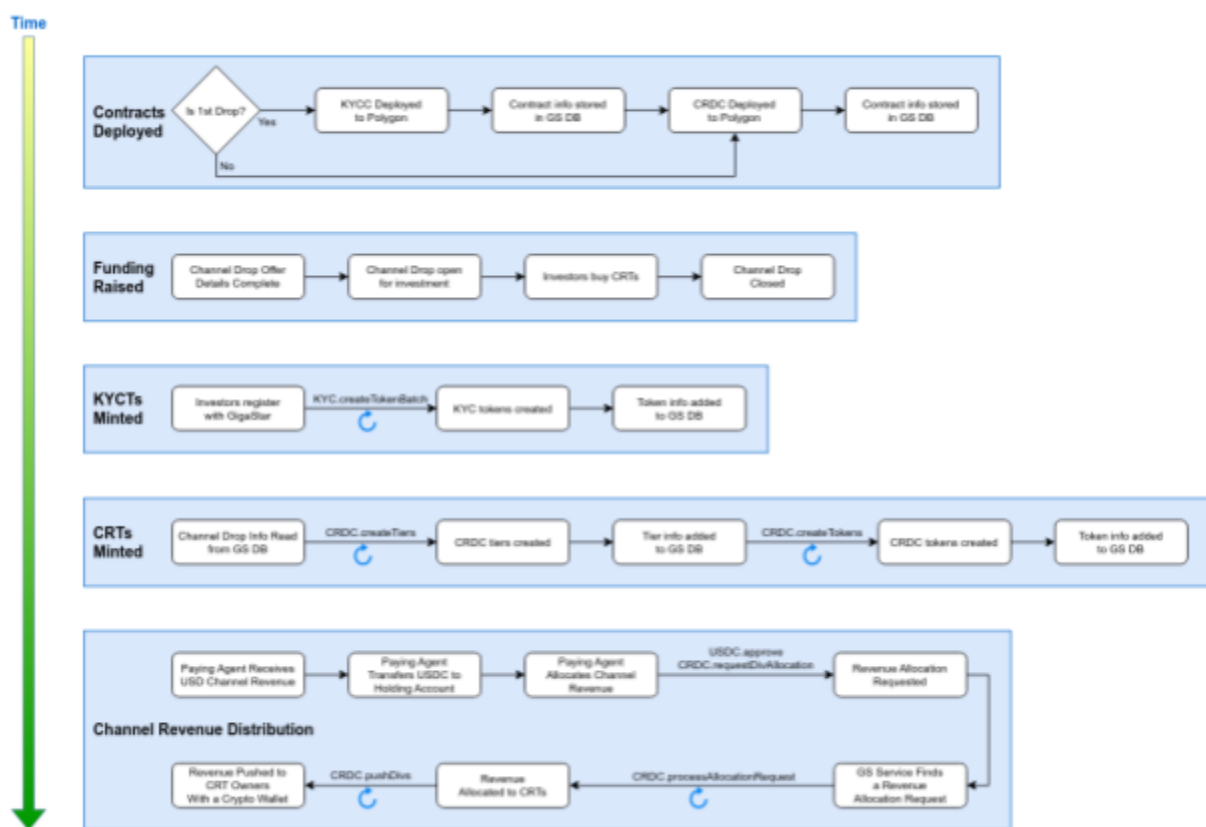 Time
Contracts
Deployed
Is 1st Drop?
Yes
No
KYCC Deployed
to Polygon
Contract info stored
in GS DB
CRDC Deployed
to Polygon
Contract info stored
in GS DB
Funding
Raised
Channel Drop Offer
Details Complete
Channel Drop open
for investment
Investors buy CRTs
Channel Drop
Closed
KYCTs
Minted
Investors register
with GigaStar
KYC.createTokenBatch
KYC tokens created
Token info added
to GS DB
CRTs
Minted
Channel Drop Info Read
from GS DB
CRDC.createTiers
CRDC tiers created
Tier info added
to GS DB
CRDC.createTokens
CRDC tokens created
Token info added
to GS DB
Paying Agent Receives
USD Channel Revenue
Paying Agent
Transfers USDC to
Holding Account
Paying Agent
Allocates Channel
Revenue
USDC.approve
CRDC.requestDivAllocation
Revenue Allocation
Requested
Channel Revenue Distribution
Revenue Pushed to
CRT Owners
With a Crypto Wallet
CRDC.pushDivs
Revenue
Allocated to CRTs
CRDC.processAllocationRequest
GS Service Finds
a Revenue
Allocation Request